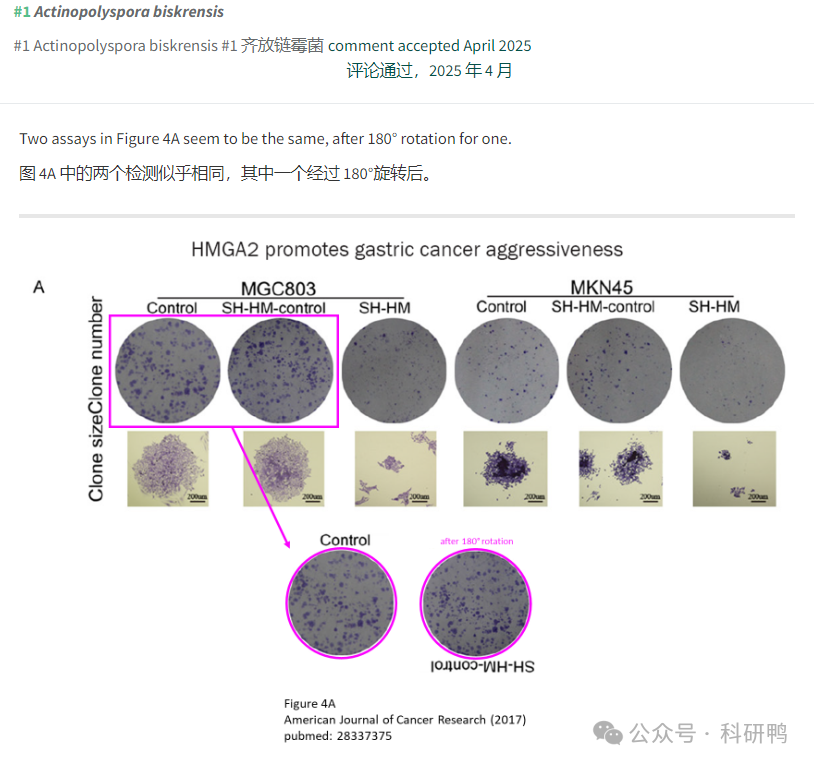 #1 Actinopolyspora biskrensis
#1 Actinopolyspora biskrensis #1 齐放链霉菌 comment accepted April 2025
评论通过，2025 年 4 月
Two assays in Figure 4A seem to be the same, after 180° rotation for one.
图 4A 中的两个检测似乎相同，其中一个经过 180°旋转后。
HMGA2 promotes gastric cancer aggressiveness
A
MGC803
MKN45
Control SH-HM-control SH-HM Control SH-HM-control SH-HM
Clone sizeClone number
200um 200um 200um 200um 200um 200um
Control
after 180° rotation
SH-HM-control
Figure 4A
American Journal of Cancer Research (2017)
pubmed: 28337375
公众号 · 科研鸭